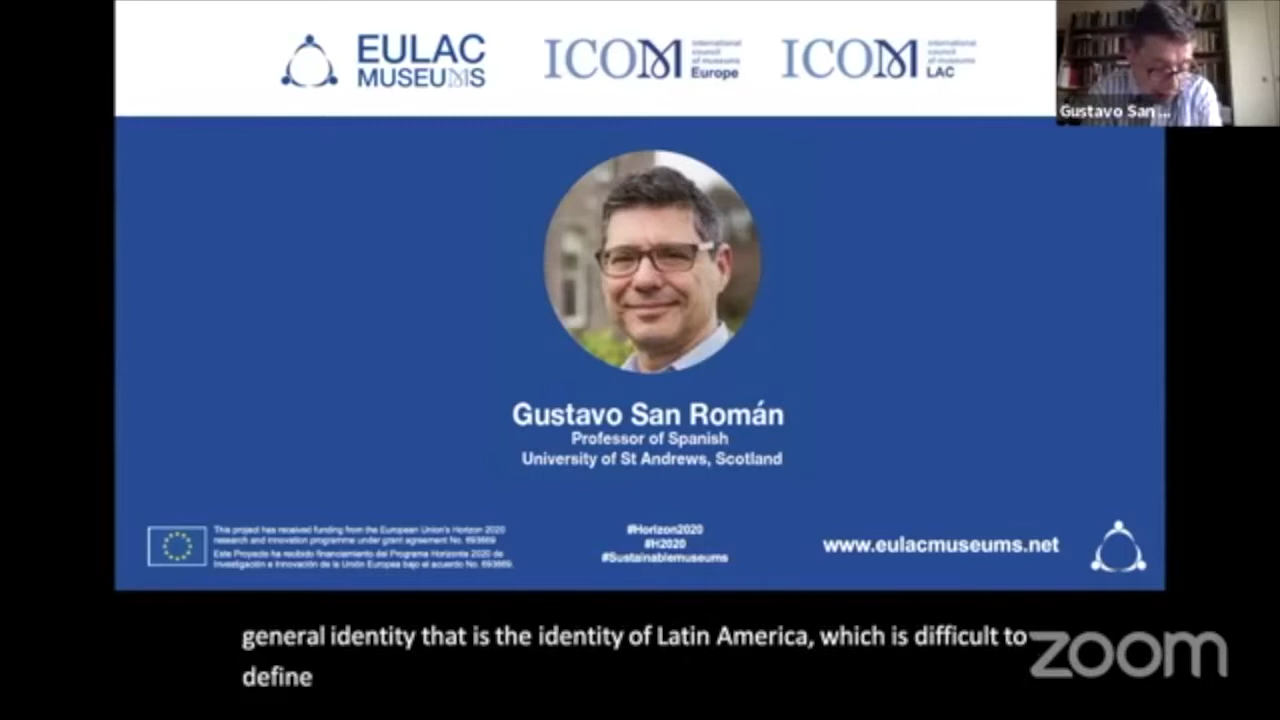 EULAC
MUSEUMS
ICOM
international
council
of museums
Europe
ICOM
international
council
of museums
LAC
Gustavo San ...
Gustavo San Román
Professor of Spanish
University of St Andrews, Scotland
This project has received funding from the European Union's Horizon 2020
research and innovation programme under grant agreement No. 693669
Este Proyecto ha recibido financiamiento del Programa Horizonte 2020 de
Investigación e Innovación de la Unión Europea bajo el acuerdo No. 693669.
#Horizon2020
#H2020
#Sustainablemuseums
www.eulacmuseums.net
general identity that is the identity of Latin America, which is difficult to
define
zoom